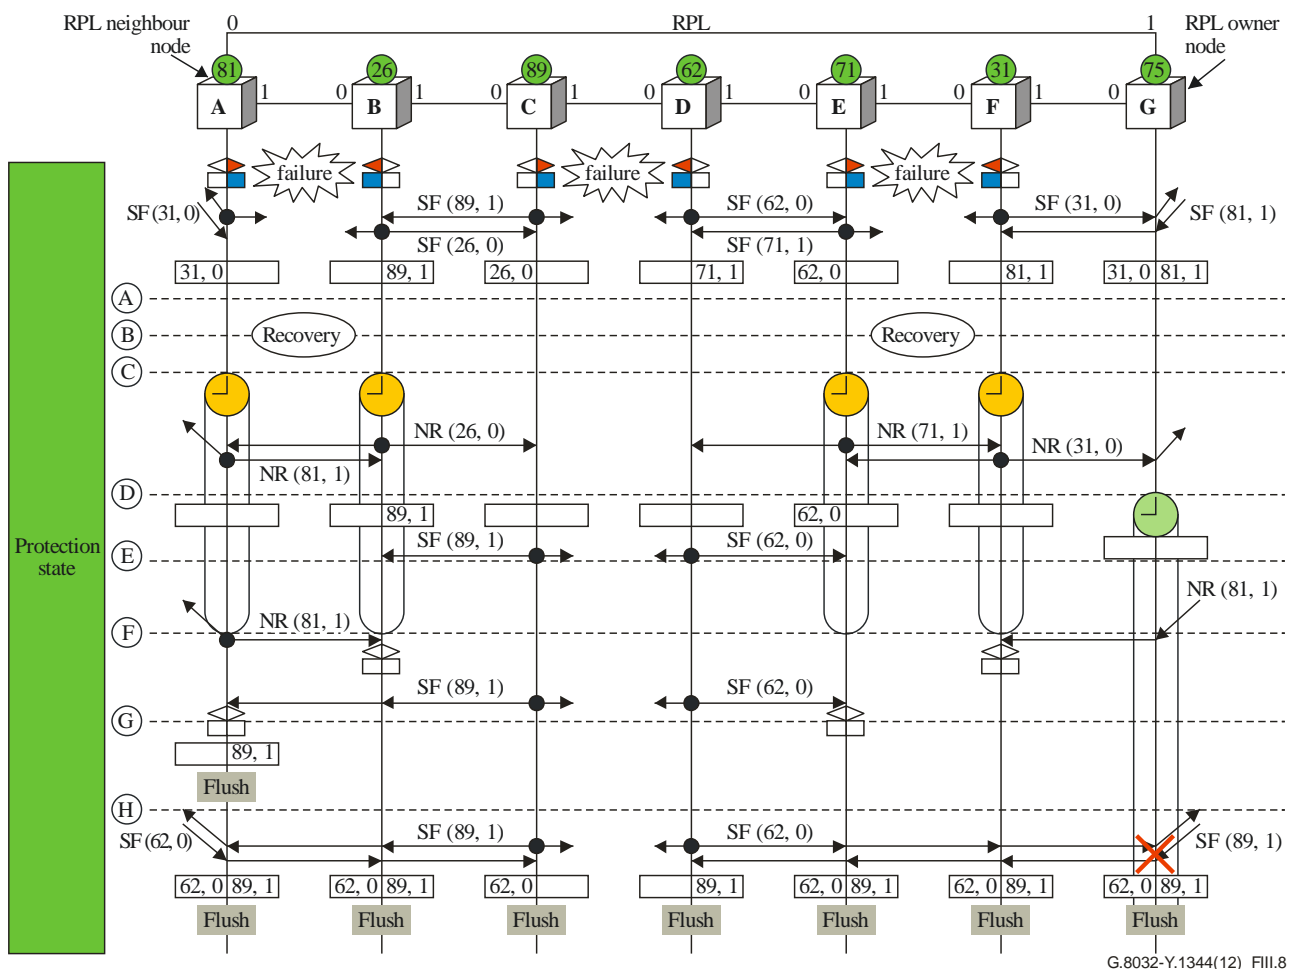 RPL neighbour
node
0
RPL
1
RPL owner
node
81
26
89
62
71
31
75
A
1
0
B
1
0
C
1
0
D
1
0
E
1
0
F
1
0
G
failure
failure
failure
SF (31, 0)
SF (89, 1)
SF (62, 0)
SF (31, 0)
SF (81, 1)
SF (26, 0)
SF (71, 1)
31, 0
89, 1
26, 0
71, 1
62, 0
81, 1
31, 0
81, 1
A
B
Recovery
Recovery
C
NR (26, 0)
NR (71, 1)
NR (31, 0)
NR (81, 1)
D
89, 1
62, 0
Protection
state
E
SF (89, 1)
SF (62, 0)
NR (81, 1)
NR (81, 1)
F
SF (89, 1)
SF (62, 0)
G
89, 1
Flush
H
SF (62, 0)
SF (89, 1)
SF (62, 0)
SF (89, 1)
62, 0
89, 1
62, 0
89, 1
62, 0
89, 1
62, 0
89, 1
62, 0
89, 1
62, 0
89, 1
Flush
Flush
Flush
Flush
Flush
Flush
Flush
G.8032-Y.1344(12)_FIII.8